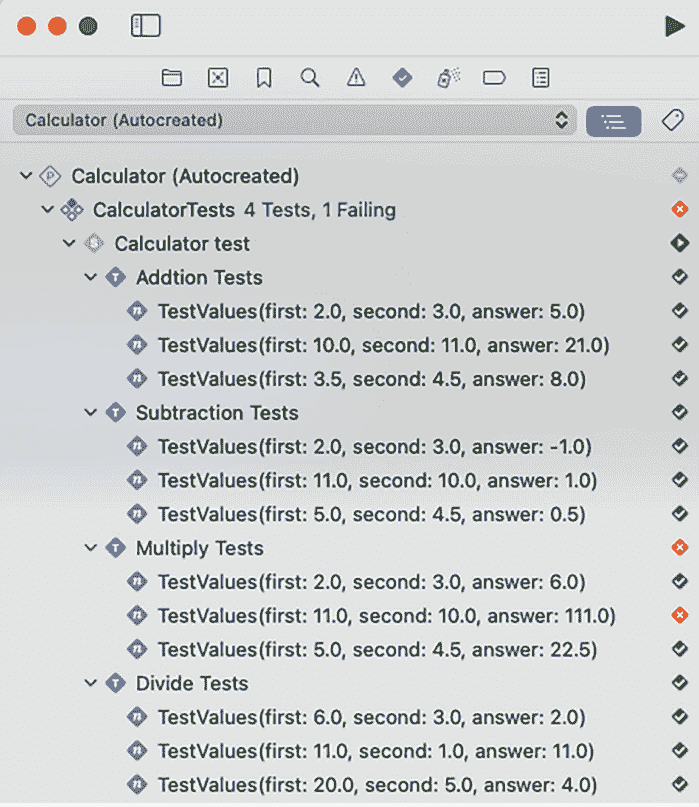 Calculator (Autocreated)
Calculator (Autocreated)
CalculatorTests 4 Tests, 1 Failing
Calculator test
Addtion Tests
TestValues(first: 2.0, second: 3.0, answer: 5.0)
TestValues(first: 10.0, second: 11.0, answer: 21.0)
TestValues(first: 3.5, second: 4.5, answer: 8.0)
Subtraction Tests
TestValues(first: 2.0, second: 3.0, answer: -1.0)
TestValues(first: 11.0, second: 10.0, answer: 1.0)
TestValues(first: 5.0, second: 4.5, answer: 0.5)
Multiply Tests
TestValues(first: 2.0, second: 3.0, answer: 6.0)
TestValues(first: 11.0, second: 10.0, answer: 111.0)
TestValues(first: 5.0, second: 4.5, answer: 22.5)
Divide Tests
TestValues(first: 6.0, second: 3.0, answer: 2.0)
TestValues(first: 11.0, second: 1.0, answer: 11.0)
TestValues(first: 20.0, second: 5.0, answer: 4.0)